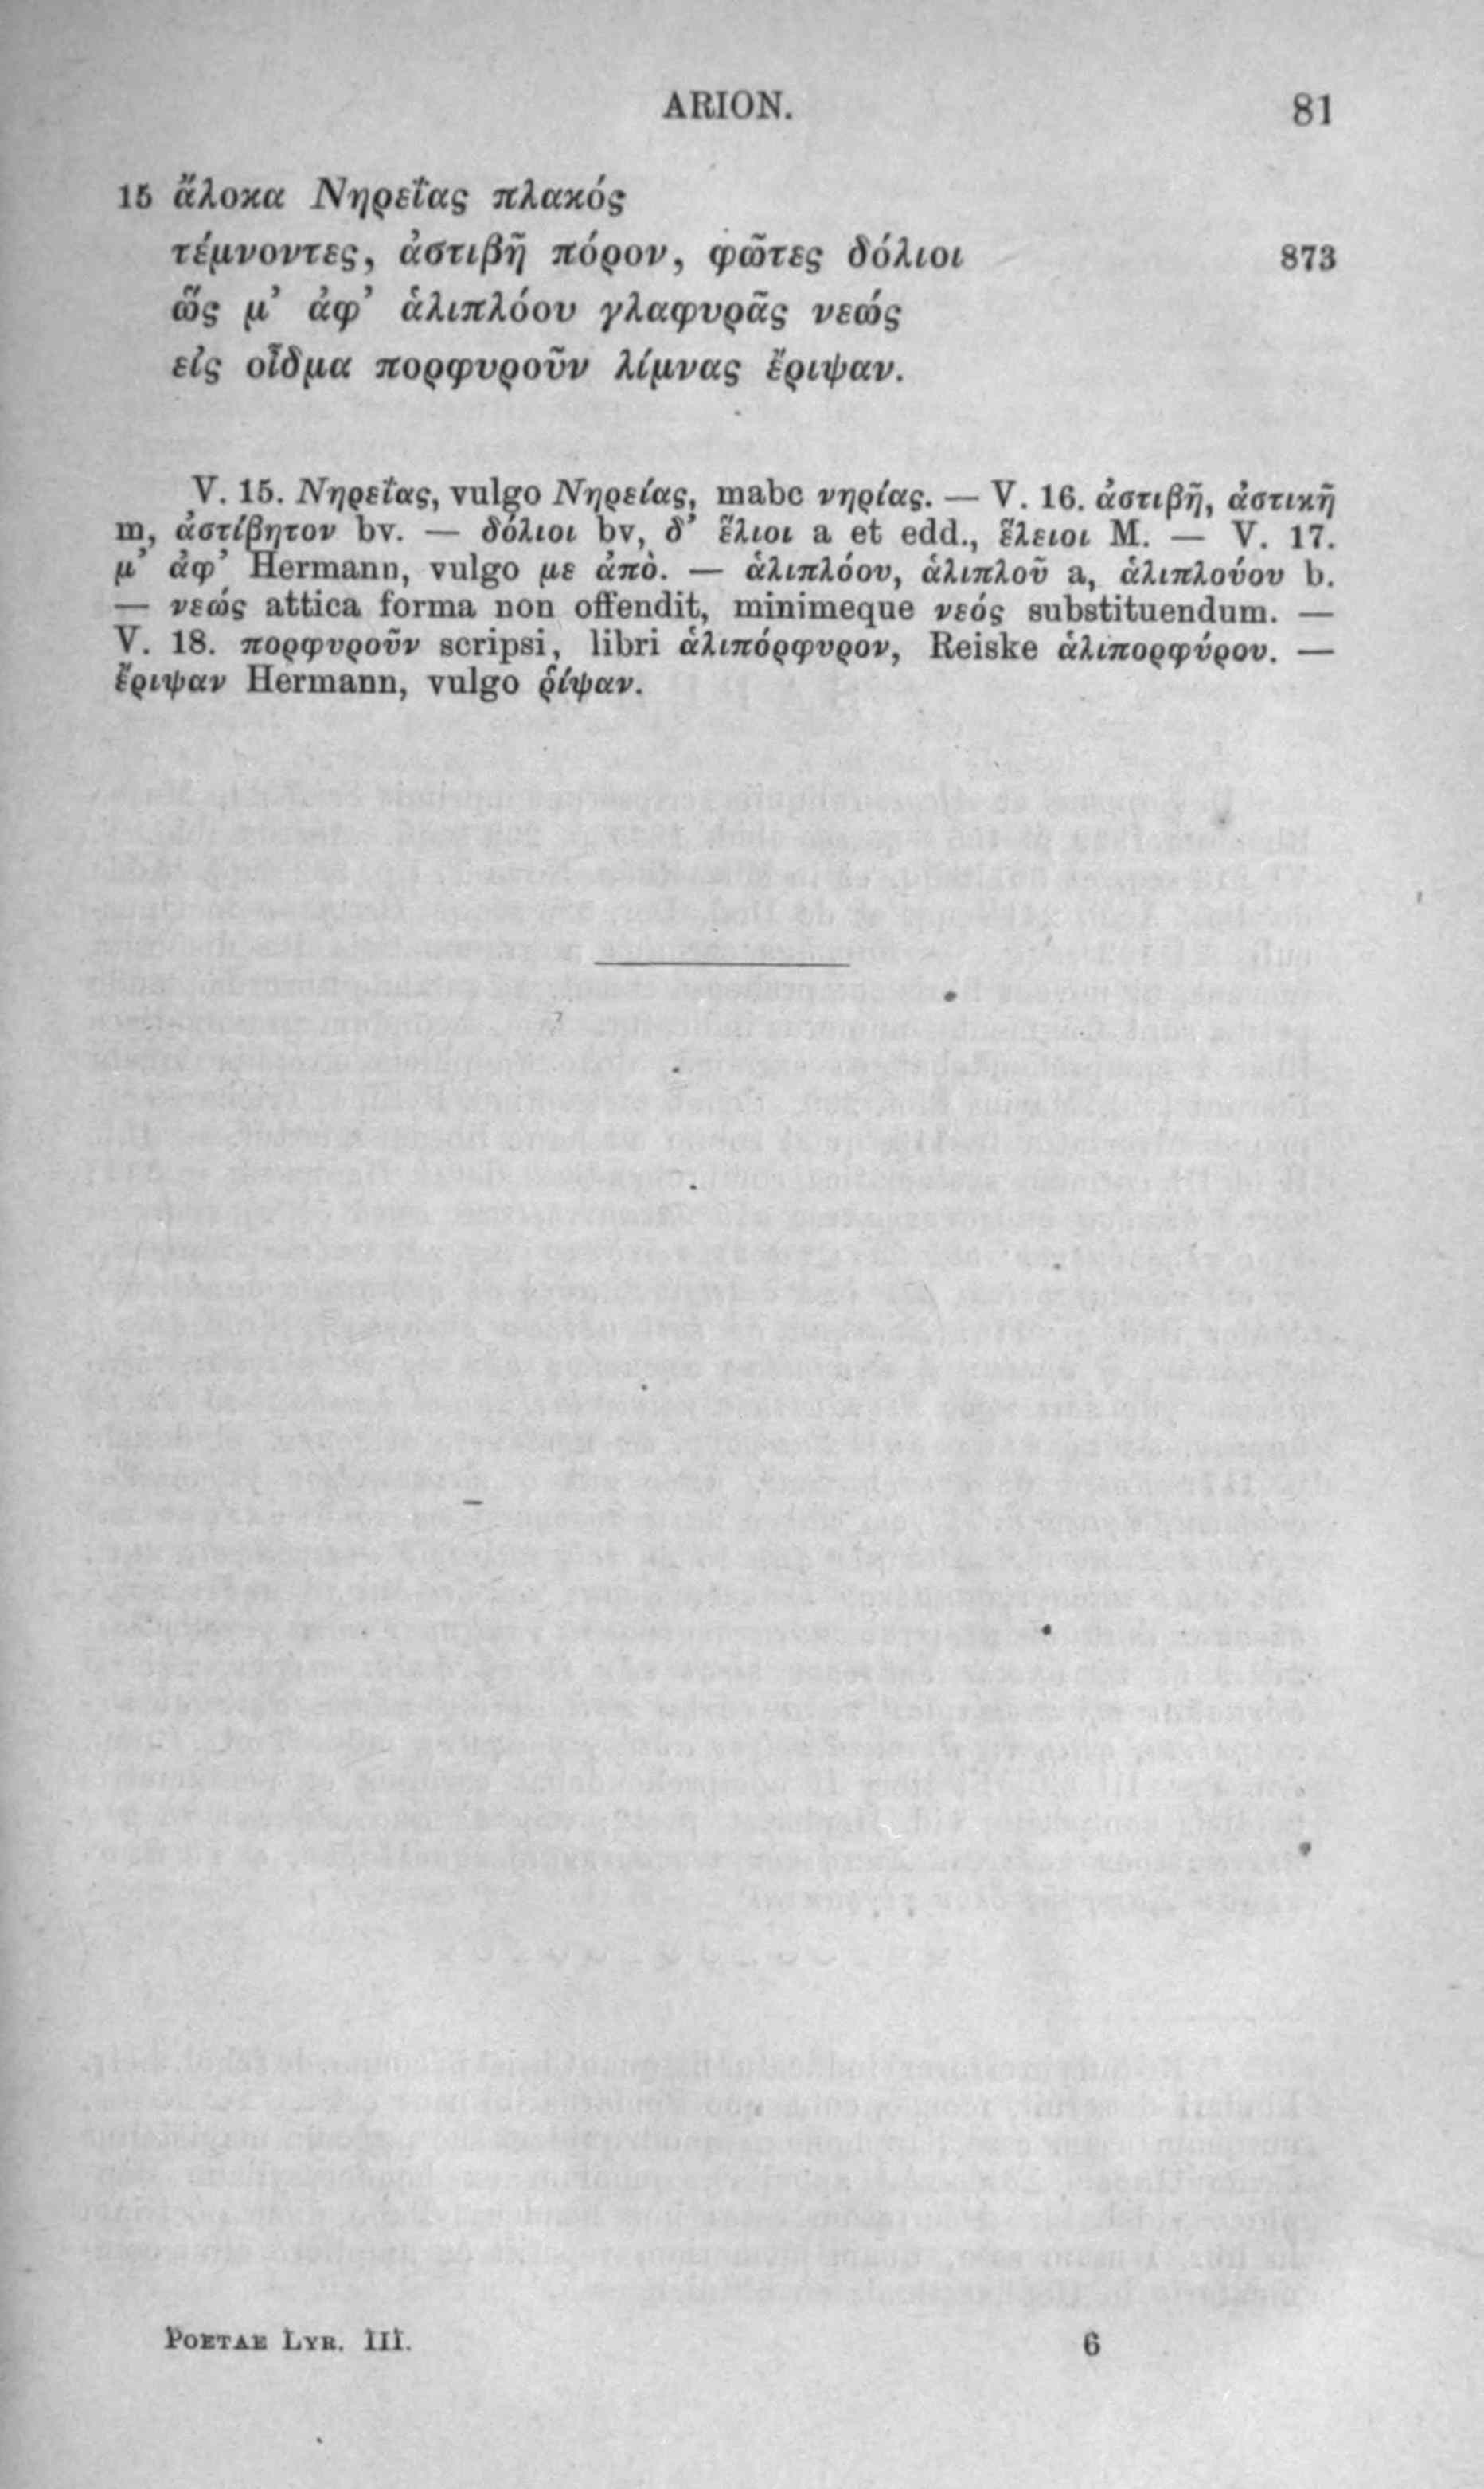 ARION. 81
15 ἄλοκα Νηρεΐας πλακός
τέμνοντες, ἀστιβῆ πόρον, φῶτες δόλιοι 873
ὥς μ' ἀφ' ἁλιπλόου γλαφυρᾶς νεώς
εἰς οἶδμα πορφυροῦν λίμνας ἔριψαν.
V. 15. Νηρεΐας, vulgo Νηρείας, mabc νηρίας. — V. 16. ἀστιβῆ, ἀστικῆ
m, ἀστίβητον bv. — δόλιοι bv, δ' ἕλιοι a et edd., ἕλειοι M. — V. 17.
μ' ἀφ' Hermann, vulgo με ἀπὸ. — ἁλιπλόου, ἁλιπλοῦ a, ἁλιπλούου b.
— νεώς attica forma non offendit, minimeque νεός substituendum. —
V. 18. πορφυροῦν scripsi, libri ἁλιπόρφυρον, Reiske ἁλιπορφύρου. —
ἔριψαν Hermann, vulgo ῥίψαν.
POETAE LYR. III. 6